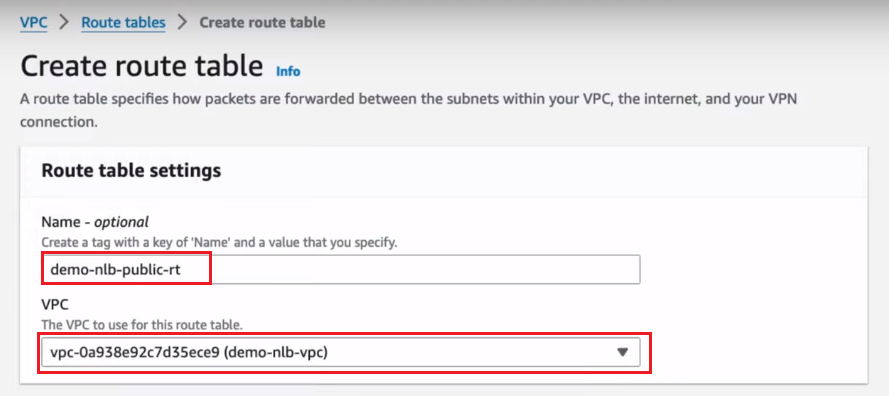 VPC > Route tables > Create route table
Create route table Info
A route table specifies how packets are forwarded between the subnets within your VPC, the internet, and your VPN
connection.
Route table settings
Name - optional
Create a tag with a key of 'Name' and a value that you specify.
demo-nlb-public-rt
VPC
The VPC to use for this route table.
vpc-0a938e92c7d35ece9 (demo-nlb-vpc)